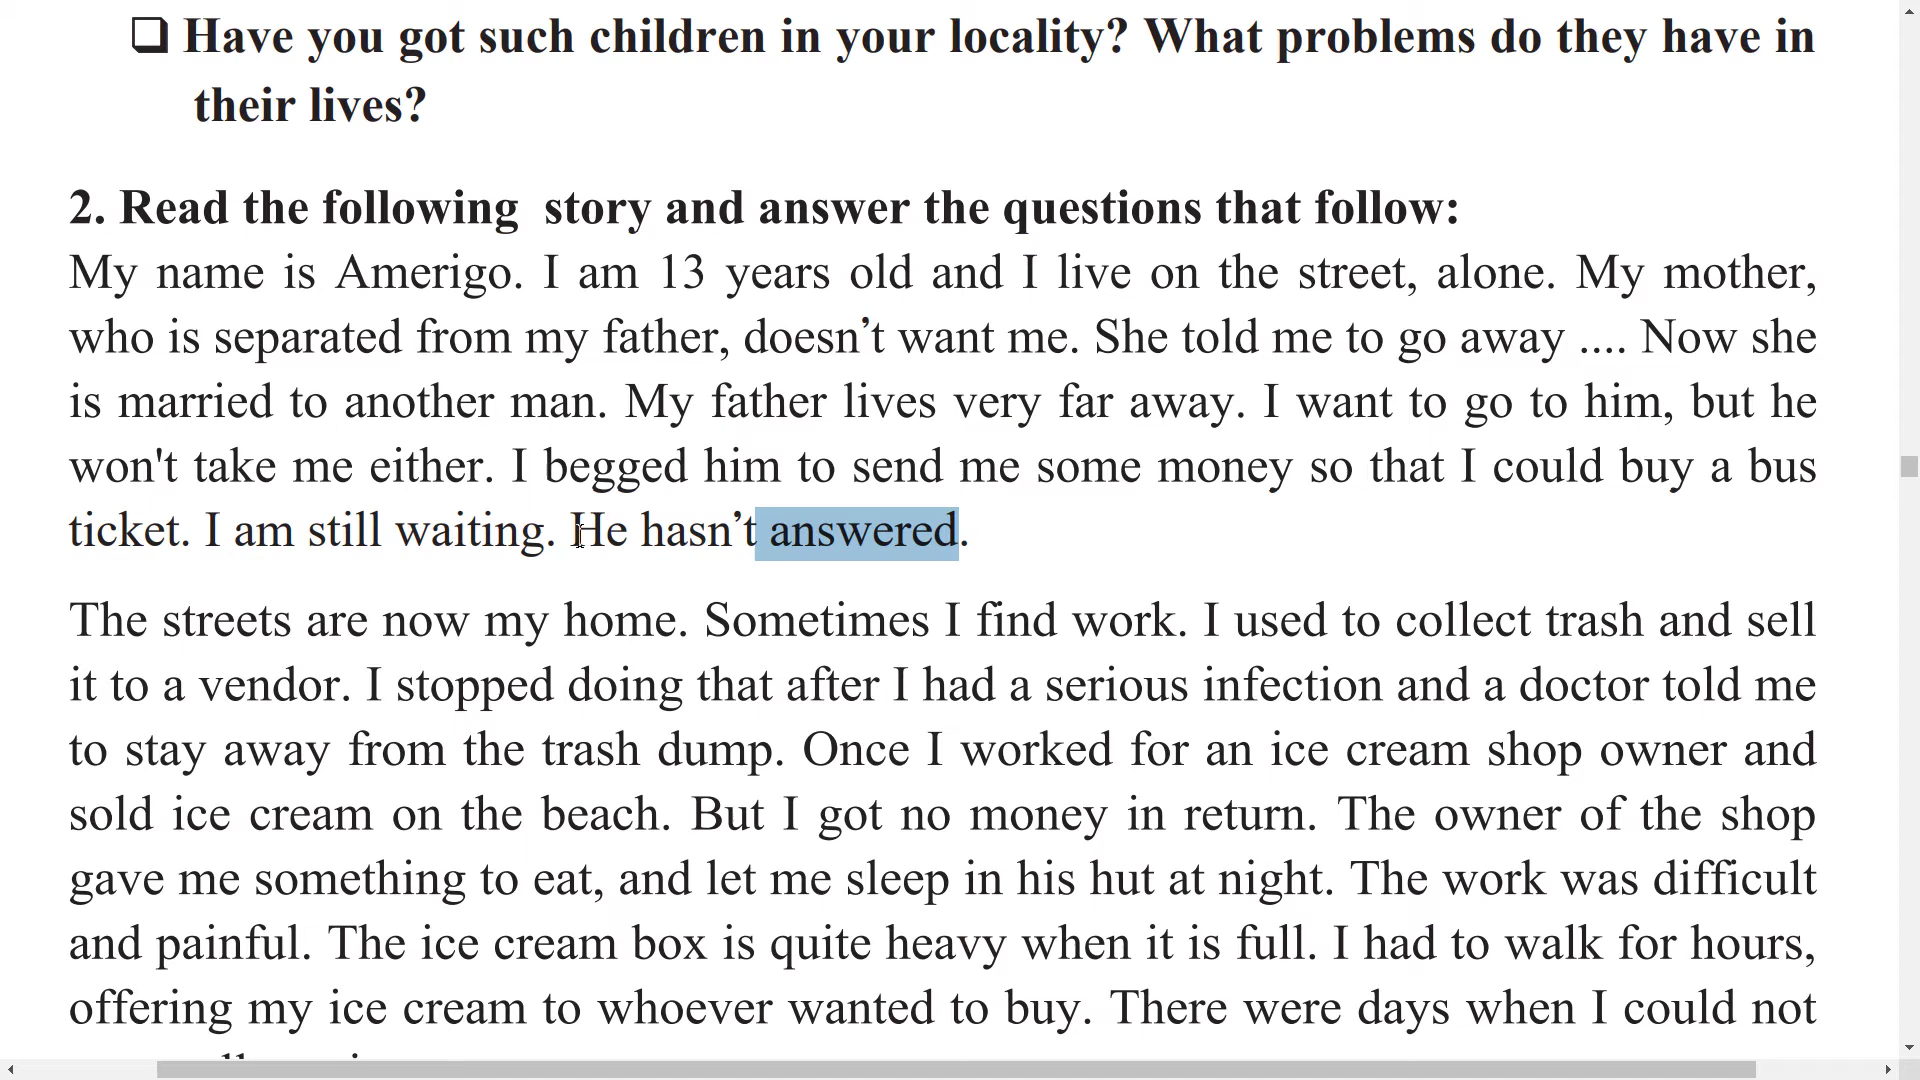 ❑ Have you got such children in your locality? What problems do they have in
their lives?
2. Read the following story and answer the questions that follow:
My name is Amerigo. I am 13 years old and I live on the street, alone. My mother,
who is separated from my father, doesn’t want me. She told me to go away .... Now she
is married to another man. My father lives very far away. I want to go to him, but he
won't take me either. I begged him to send me some money so that I could buy a bus
ticket. I am still waiting. He hasn’t answered.
The streets are now my home. Sometimes I find work. I used to collect trash and sell
it to a vendor. I stopped doing that after I had a serious infection and a doctor told me
to stay away from the trash dump. Once I worked for an ice cream shop owner and
sold ice cream on the beach. But I got no money in return. The owner of the shop
gave me something to eat, and let me sleep in his hut at night. The work was difficult
and painful. The ice cream box is quite heavy when it is full. I had to walk for hours,
offering my ice cream to whoever wanted to buy. There were days when I could not